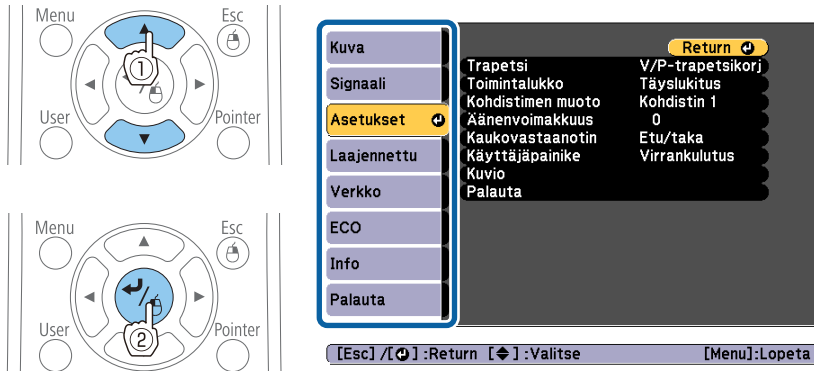 Menu
Esc
①
User
Pointer
Menu
Esc
②
User
Pointer
Kuva
Signaali
Asetukset
Laajennettu
Verkko
ECO
Info
Palauta
Return
Trapetsi V/P-trapetsikorj
Toimintalukko Täyslukitus
Kohdistimen muoto Kohdistin 1
Äänenvoimakkuus 0
Kaukovastaanotin Etu/taka
Käyttäjäpainike Virrankulutus
Kuvio
Palauta
[Esc] /[⏎] :Return [◆] :Valitse [Menu]:Lopeta